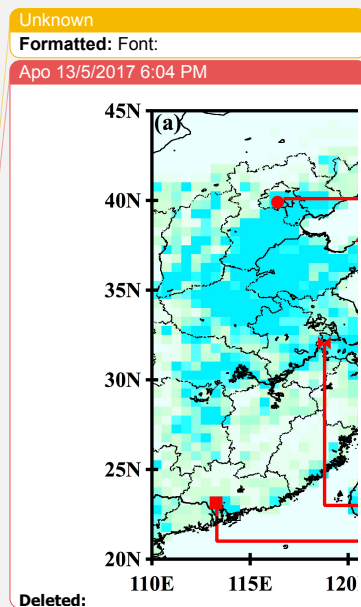 Unknown
Formatted: Font:
Apo 13/5/2017 6:04 PM
45N
(a)
40N
35N
30N
25N
20N
110E 115E 120
Deleted: